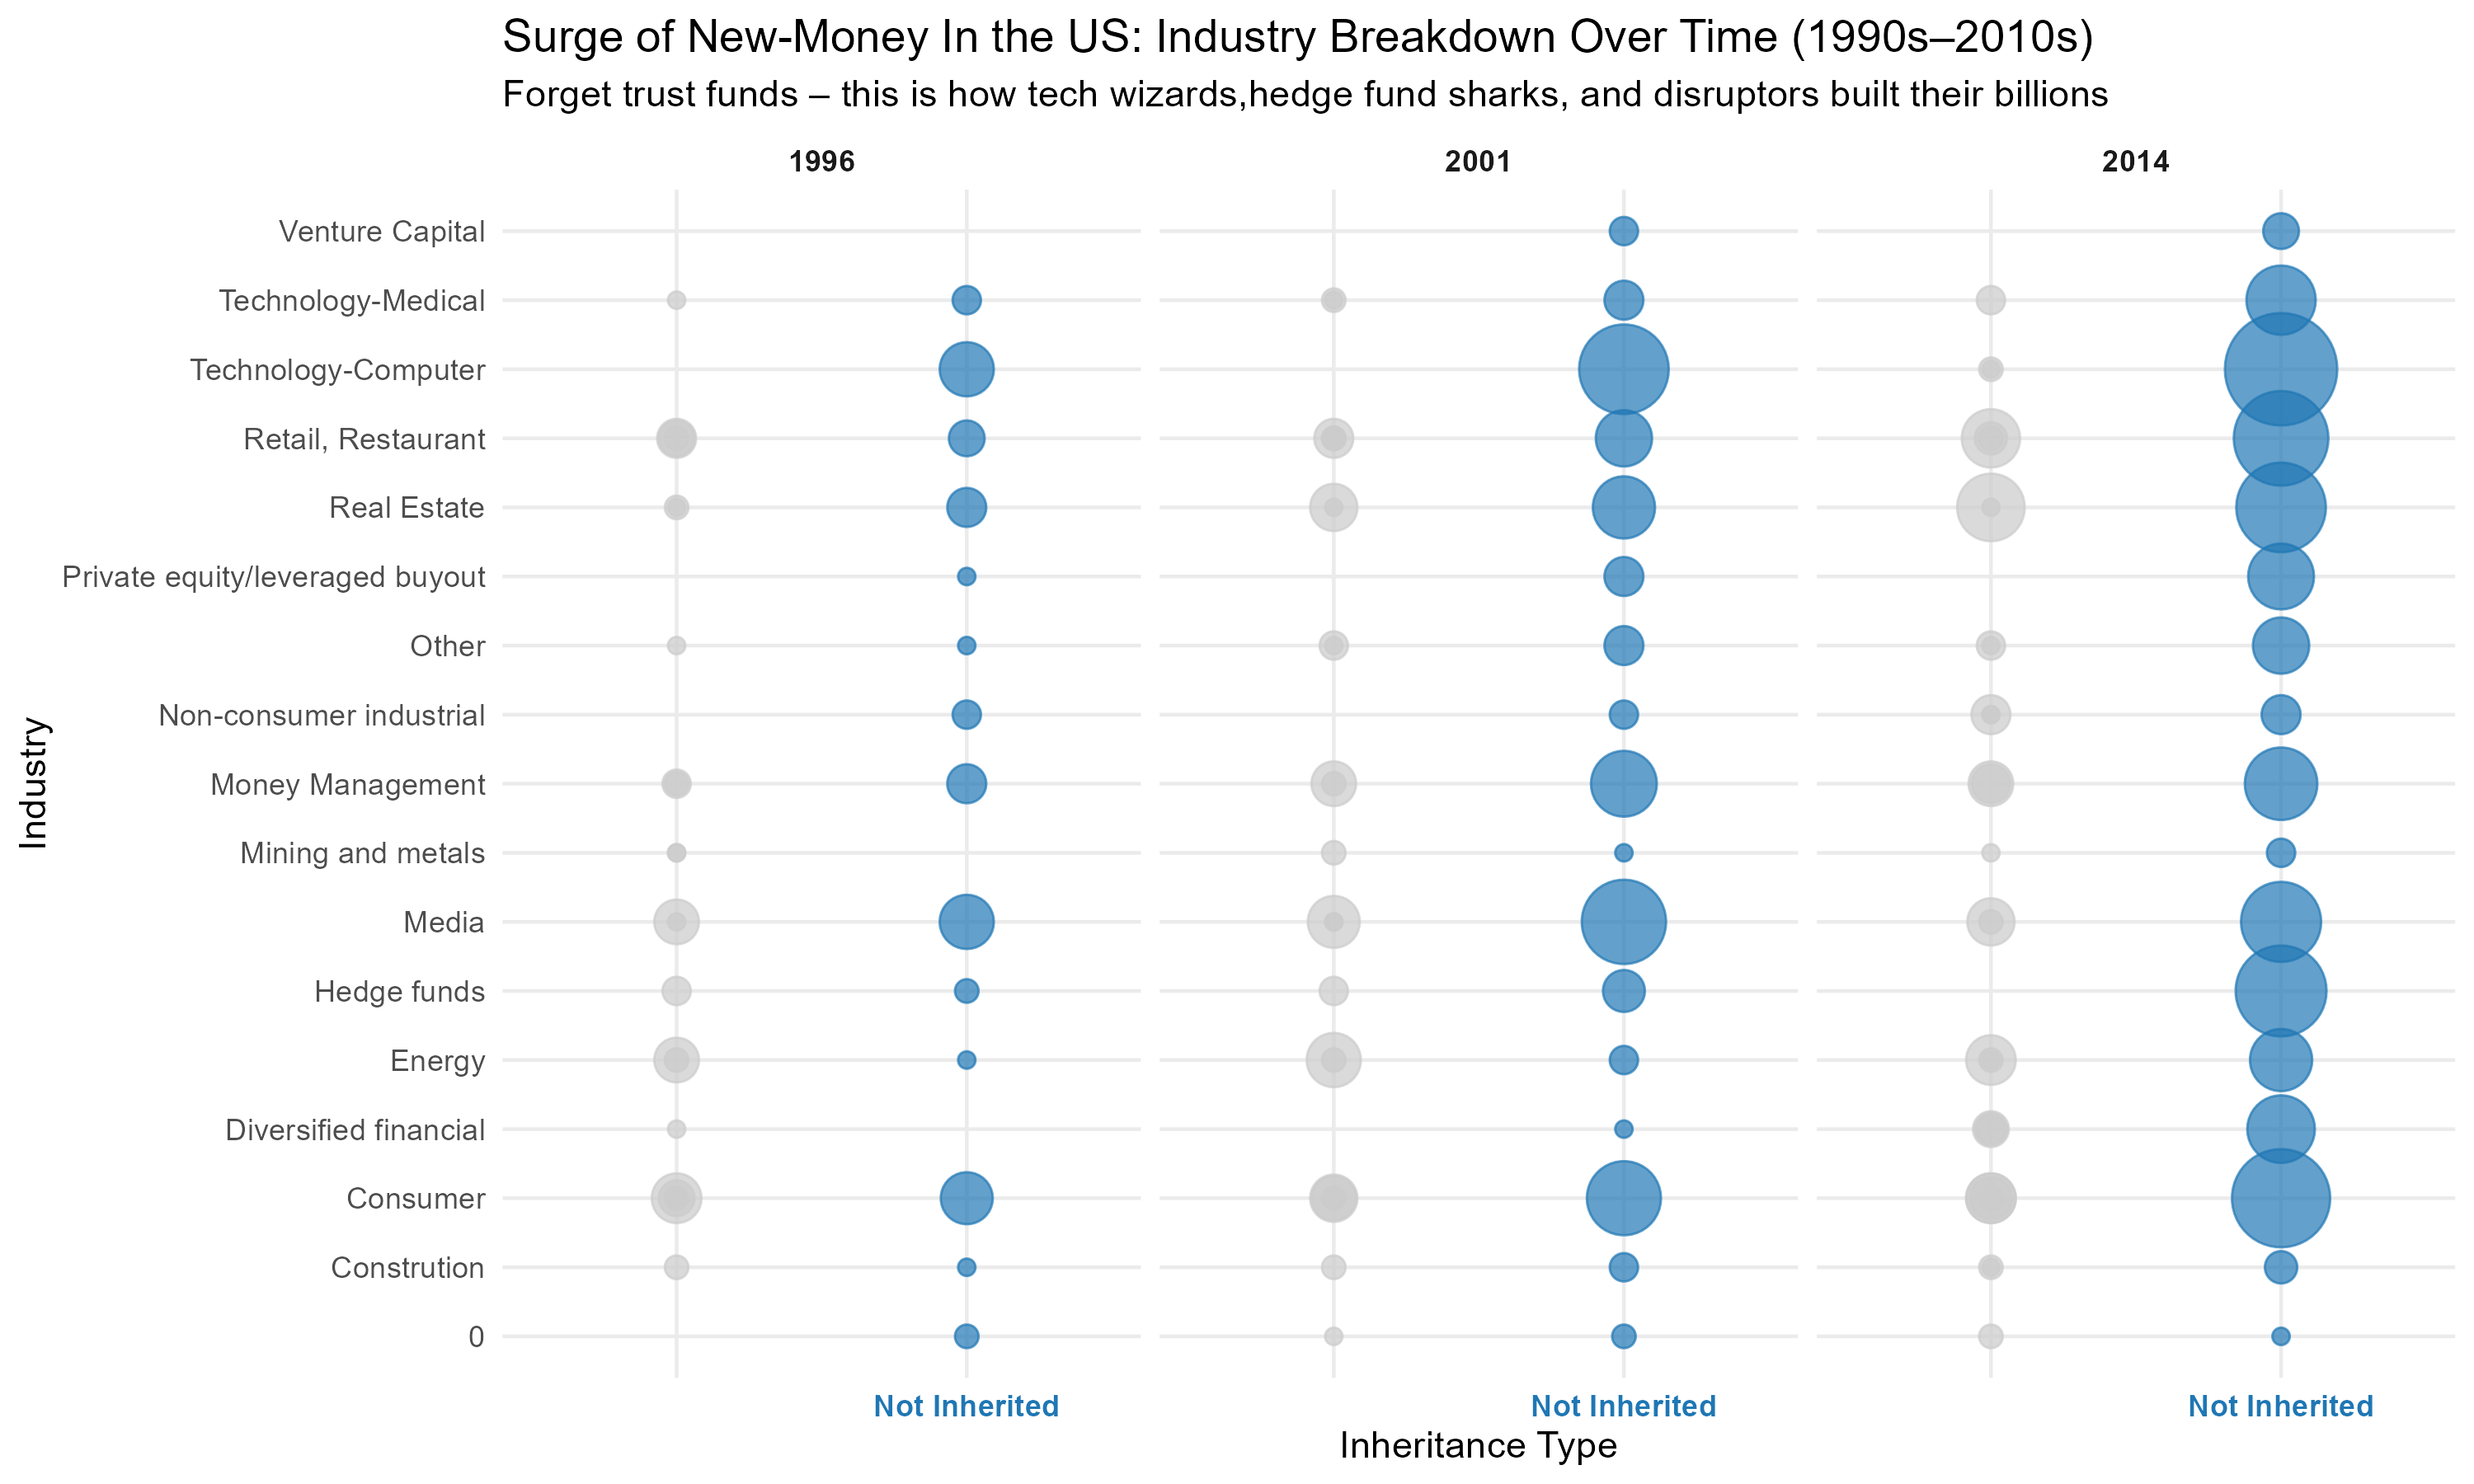 Surge of New-Money In the US: Industry Breakdown Over Time (1990s–2010s)
Forget trust funds – this is how tech wizards,hedge fund sharks, and disruptors built their billions
1996
2001
2014
Venture Capital
Technology-Medical
Technology-Computer
Retail, Restaurant
Real Estate
Private equity/leveraged buyout
Other
Non-consumer industrial
Money Management
Mining and metals
Media
Hedge funds
Energy
Diversified financial
Consumer
Constrution
0
Industry
Not Inherited
Not Inherited
Not Inherited
Inheritance Type